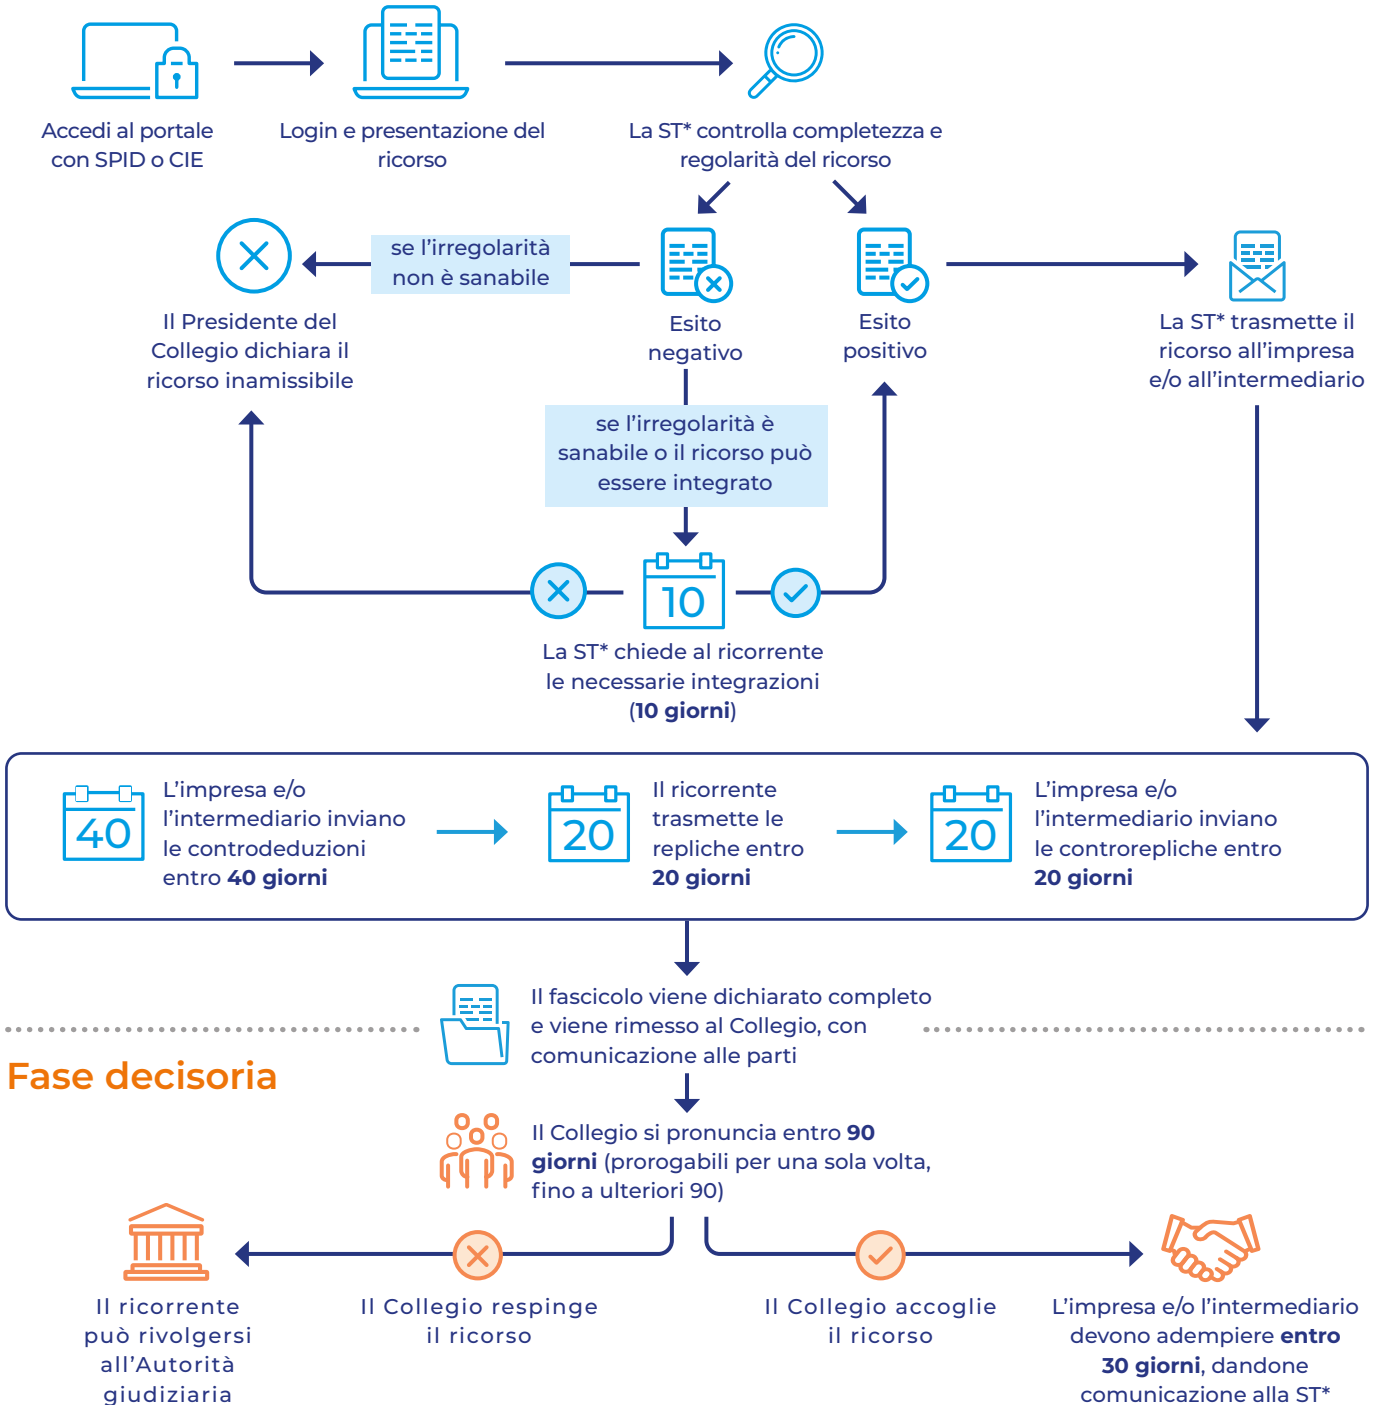 Accedi al portale
con SPID o CIE
Login e presentazione del
ricorso
La ST* controlla completezza e
regolarità del ricorso
se l'irregolarità
non è sanabile
Il Presidente del
Collegio dichiara il
ricorso inamissibile
Esito
negativo
Esito
positivo
La ST* trasmette il
ricorso all'impresa
e/o all'intermediario
se l'irregolarità è
sanabile o il ricorso può
essere integrato
10
La ST* chiede al ricorrente
le necessarie integrazioni
(10 giorni)
40
L'impresa e/o
l'intermediario inviano
le controdeduzioni
entro 40 giorni
20
Il ricorrente
trasmette le
repliche entro
20 giorni
20
L'impresa e/o
l'intermediario inviano
le controrepliche entro
20 giorni
Il fascicolo viene dichiarato completo
e viene rimesso al Collegio, con
comunicazione alle parti
Fase decisoria
Il Collegio si pronuncia entro 90
giorni (prorogabili per una sola volta,
fino a ulteriori 90)
Il ricorrente
può rivolgersi
all'Autorità
giudiziaria
Il Collegio respinge
il ricorso
Il Collegio accoglie
il ricorso
L'impresa e/o l'intermediario
devono adempiere entro
30 giorni, dandone
comunicazione alla ST*